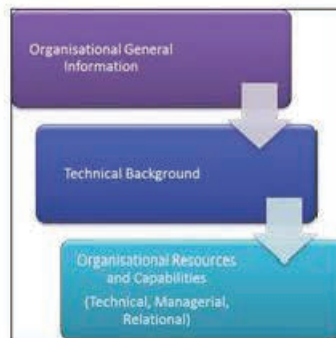 Organisational General
Information
Technical Background
Organisational Resources
and Capabilities
(Technical, Managerial,
Relational)